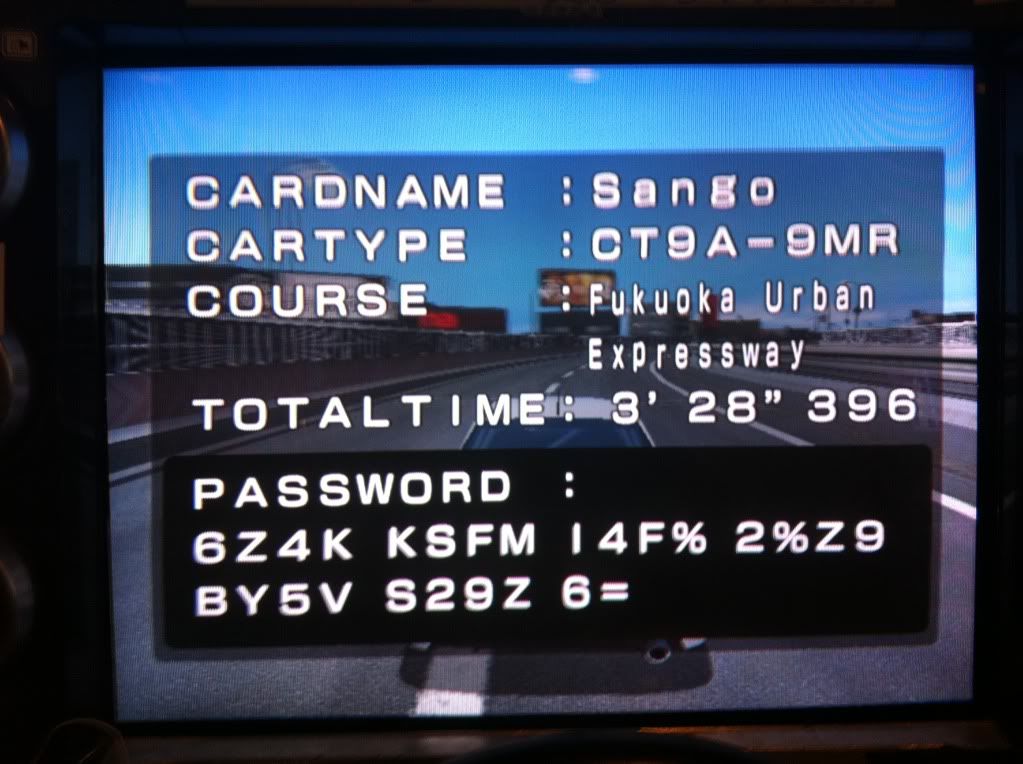 CARDNAME : Sango
CARTYPE : CT9A-9MR
COURSE : Fukuoka Urban
Expressway
TOTALTIME: 3' 28" 396
PASSWORD :
6Z4K KSFM I4F% 2%Z9
BY5V S29Z 6=